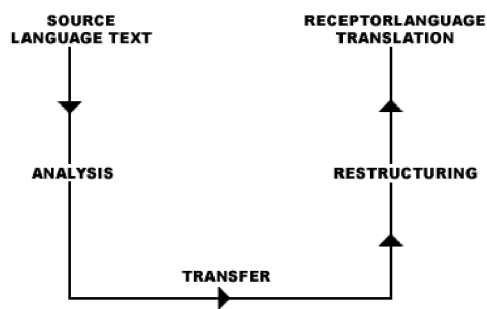 SOURCE
LANGUAGE TEXT
RECEPTORLANGUAGE
TRANSLATION
ANALYSIS
RESTRUCTURING
TRANSFER